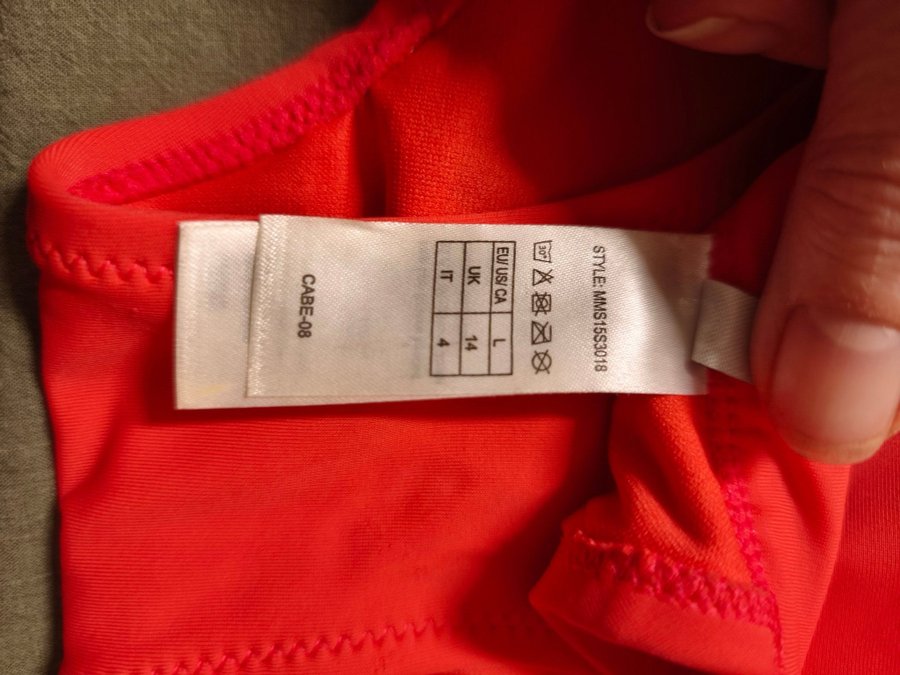 STYLE: MMS15S3018
30°
EU/US/CA L
UK 14
IT 4
CABE-08